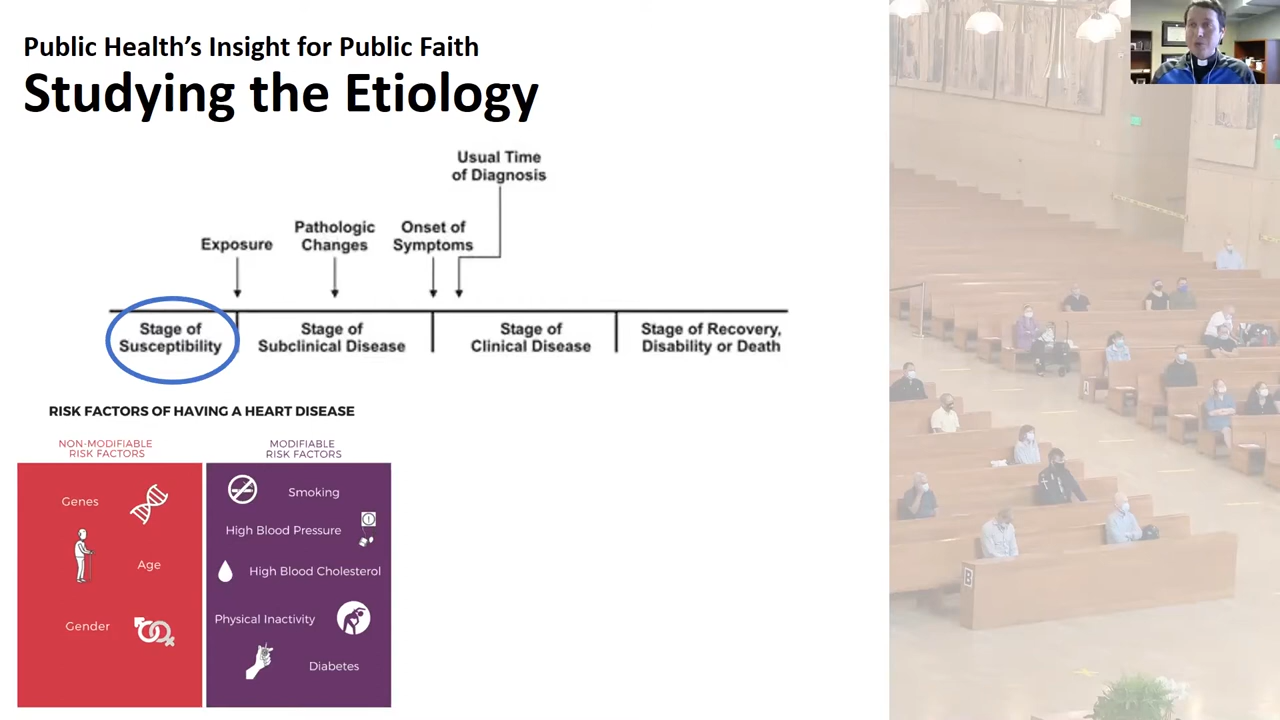 Public Health’s Insight for Public Faith
Studying the Etiology
Usual Time
of Diagnosis
Exposure
Pathologic
Changes
Onset of
Symptoms
Stage of
Susceptibility
Stage of
Subclinical Disease
Stage of
Clinical Disease
Stage of Recovery,
Disability or Death
RISK FACTORS OF HAVING A HEART DISEASE
NON-MODIFIABLE
RISK FACTORS
Genes
Age
Gender
MODIFIABLE
RISK FACTORS
Smoking
High Blood Pressure
High Blood Cholesterol
Physical Inactivity
Diabetes
B